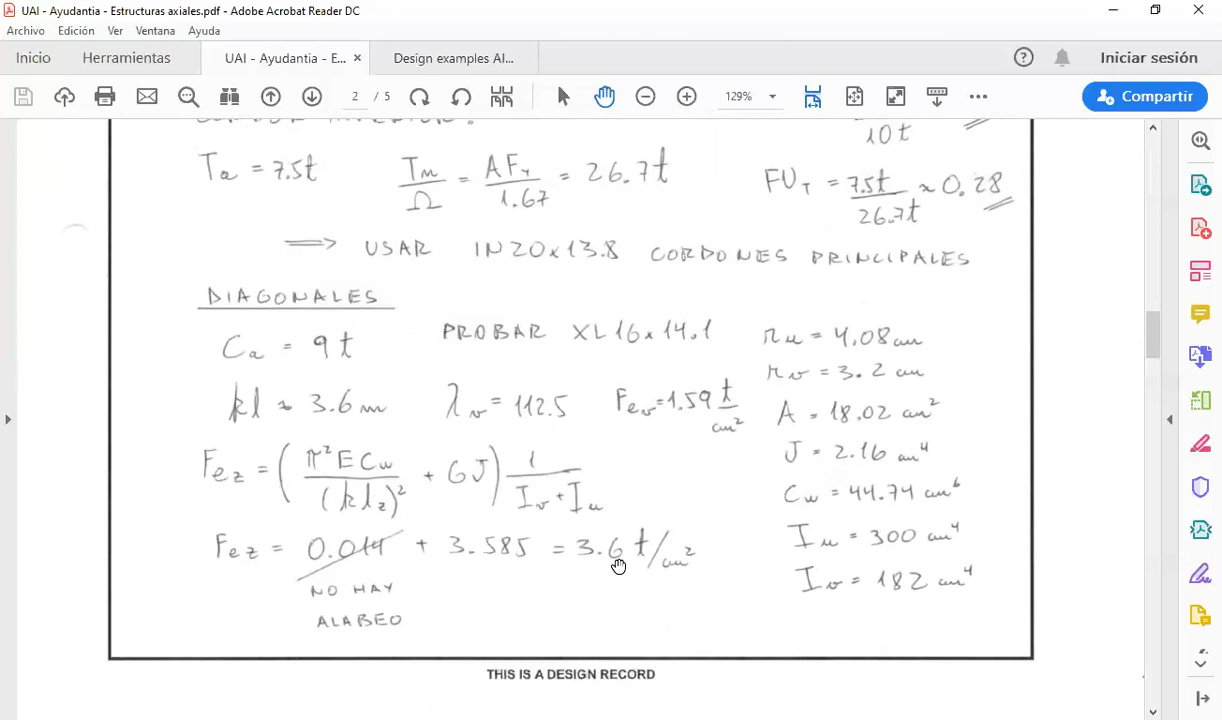 UAI - Ayudantia - Estructuras axiales.pdf - Adobe Acrobat Reader DC
Archivo Edición Ver Ventana Ayuda
Inicio Herramientas UAI - Ayudantia - E... × Design examples AI... Iniciar sesión
2 / 5 129% Compartir
10 t
Ta = 7.5t Tn/Ω = AFy/1.67 = 26.7t FUT = 7.5t/26.7t ≈ 0.28
⟹ USAR IN20x13.8 CORDONES PRINCIPALES
DIAGONALES
Ca = 9t PROBAR XL16x14.1 ru = 4.08 cm
rv = 3.2 cm
kl ≈ 3.6m λv = 112.5 Fev = 1.59 t/cm² A = 18.02 cm²
J = 2.16 cm⁴
Fez = (π²ECw/(klz)² + GJ) 1/(Iv + Iu) Cw = 44.74 cm⁶
Iu = 300 cm⁴
Fez = 0.014 + 3.585 = 3.6 t/cm²
Iv = 182 cm⁴
NO HAY
ALABEO
THIS IS A DESIGN RECORD